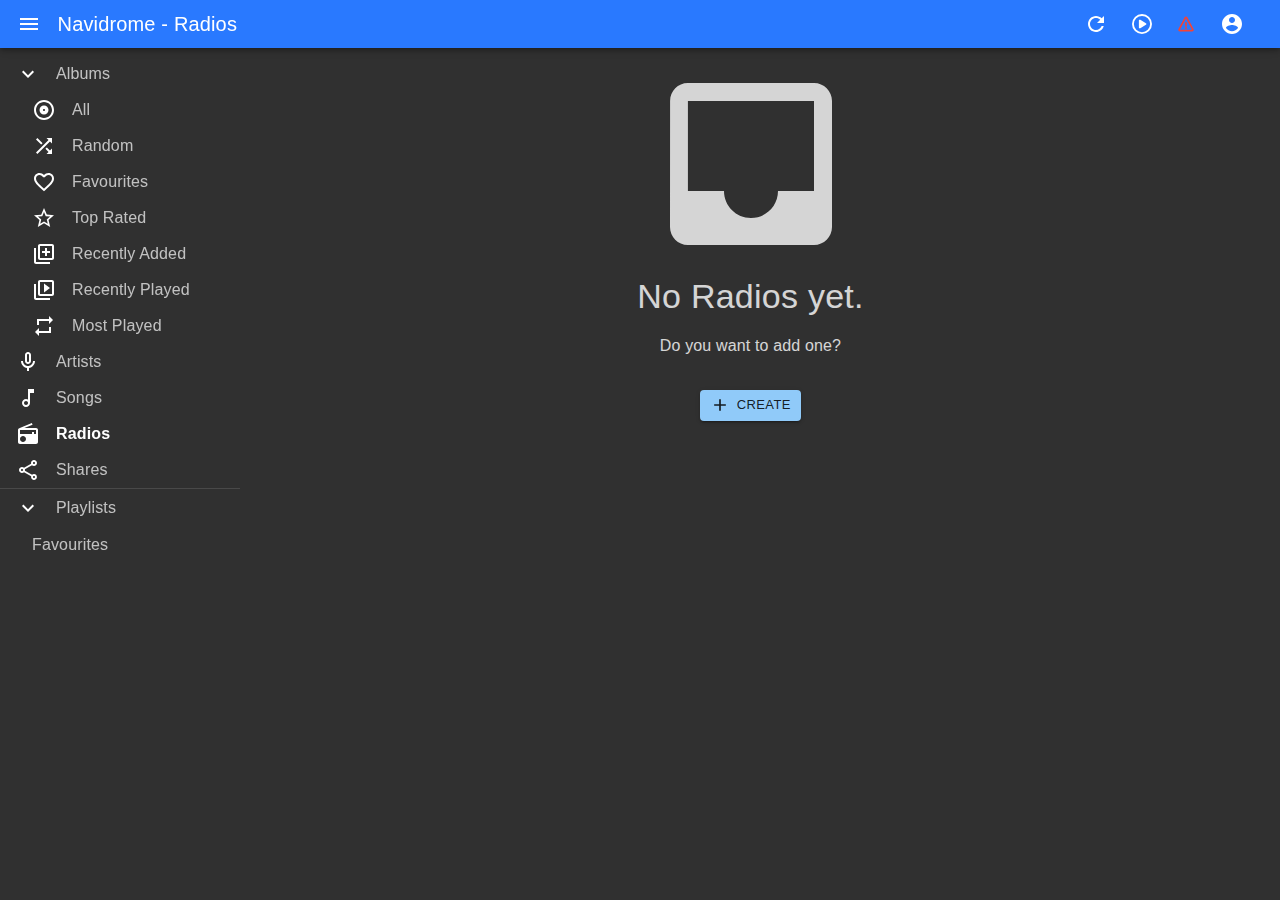 Navidrome - Radios
Albums
All
Random
Favourites
Top Rated
Recently Added
Recently Played
Most Played
Artists
Songs
Radios
Shares
Playlists
Favourites
No Radios yet.
Do you want to add one?
CREATE